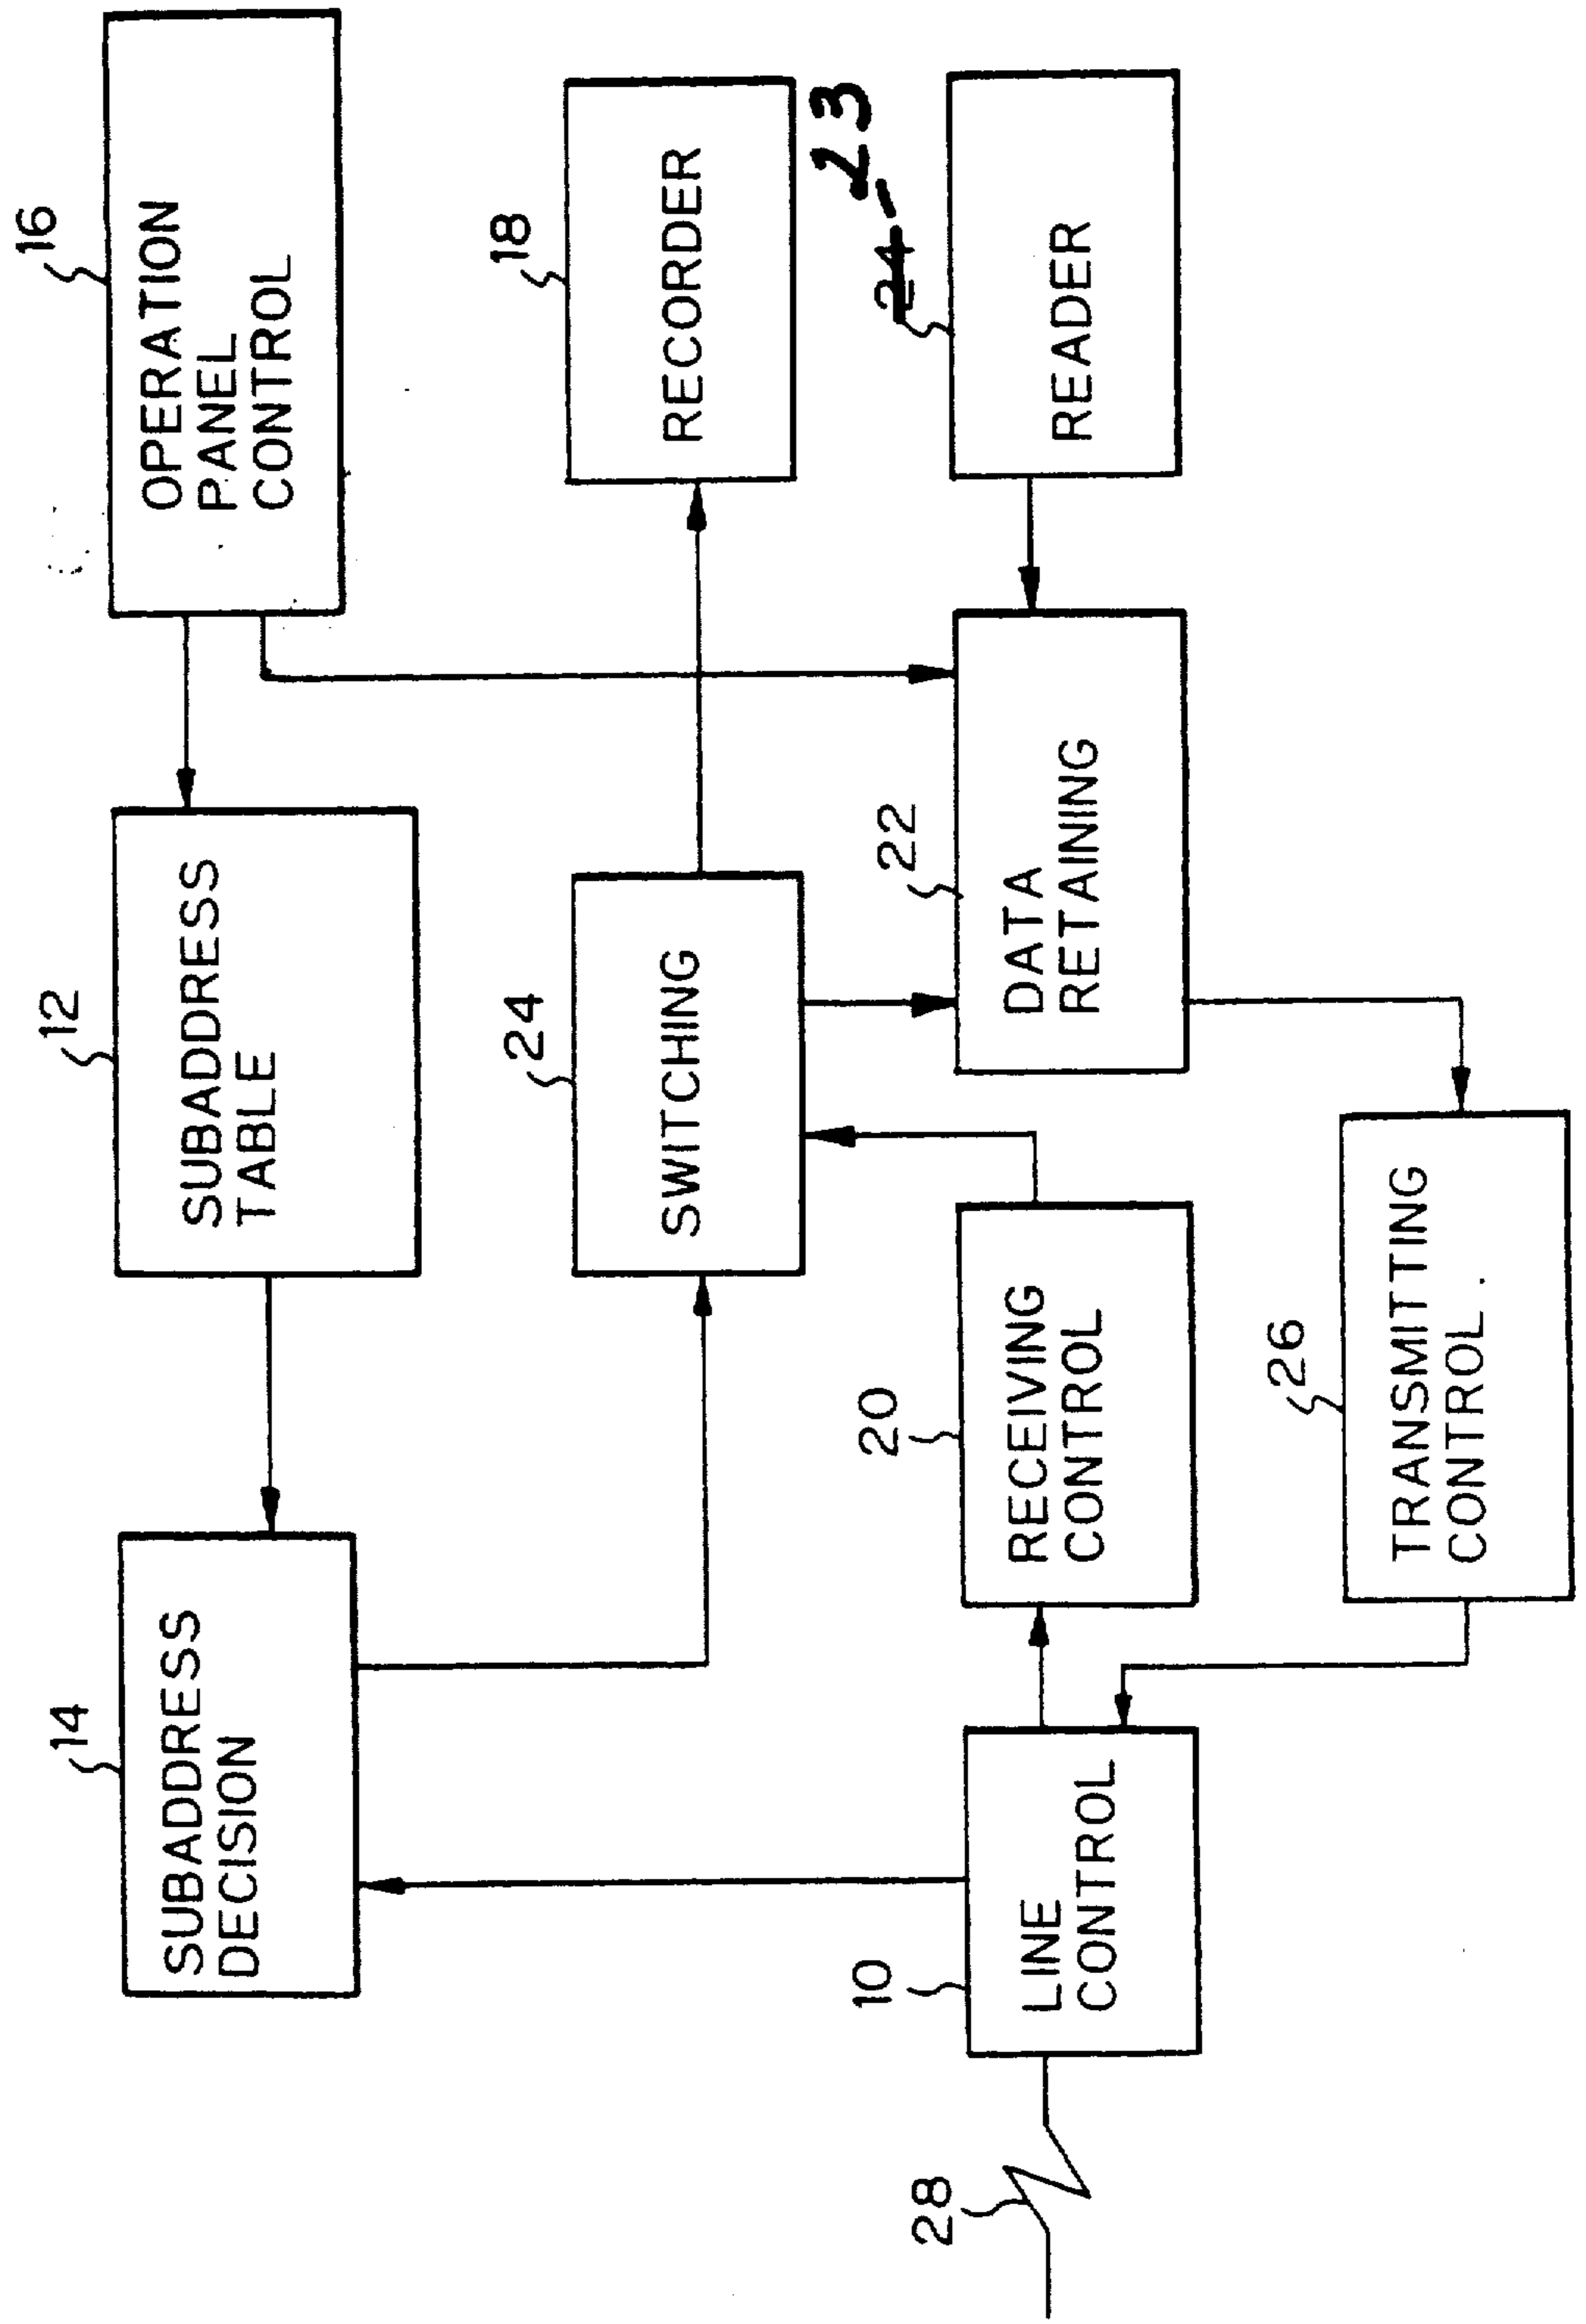 14
SUBADDRESS
DECISION
12
SUBADDRESS
TABLE
16
OPERATION
PANEL
CONTROL
24
SWITCHING
18
RECORDER
28
10
LINE
CONTROL
20
RECEIVING
CONTROL
22
DATA
RETAINING
23
24
READER
26
TRANSMITTING
CONTROL